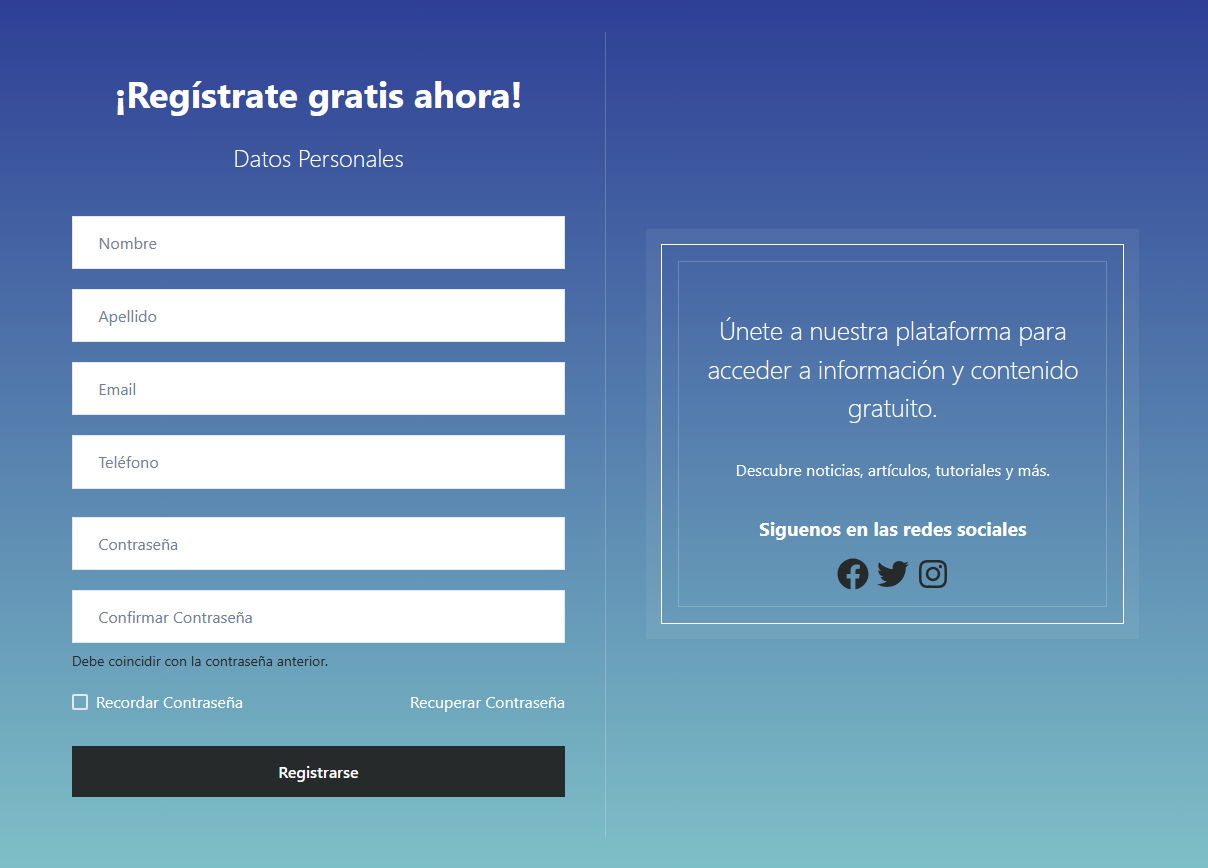 ¡Regístrate gratis ahora!
Datos Personales
Nombre
Apellido
Email
Teléfono
Contraseña
Confirmar Contraseña
Debe coincidir con la contraseña anterior.
Recordar Contraseña
Recuperar Contraseña
Registrarse
Únete a nuestra plataforma para
acceder a información y contenido
gratuito.
Descubre noticias, artículos, tutoriales y más.
Siguenos en las redes sociales